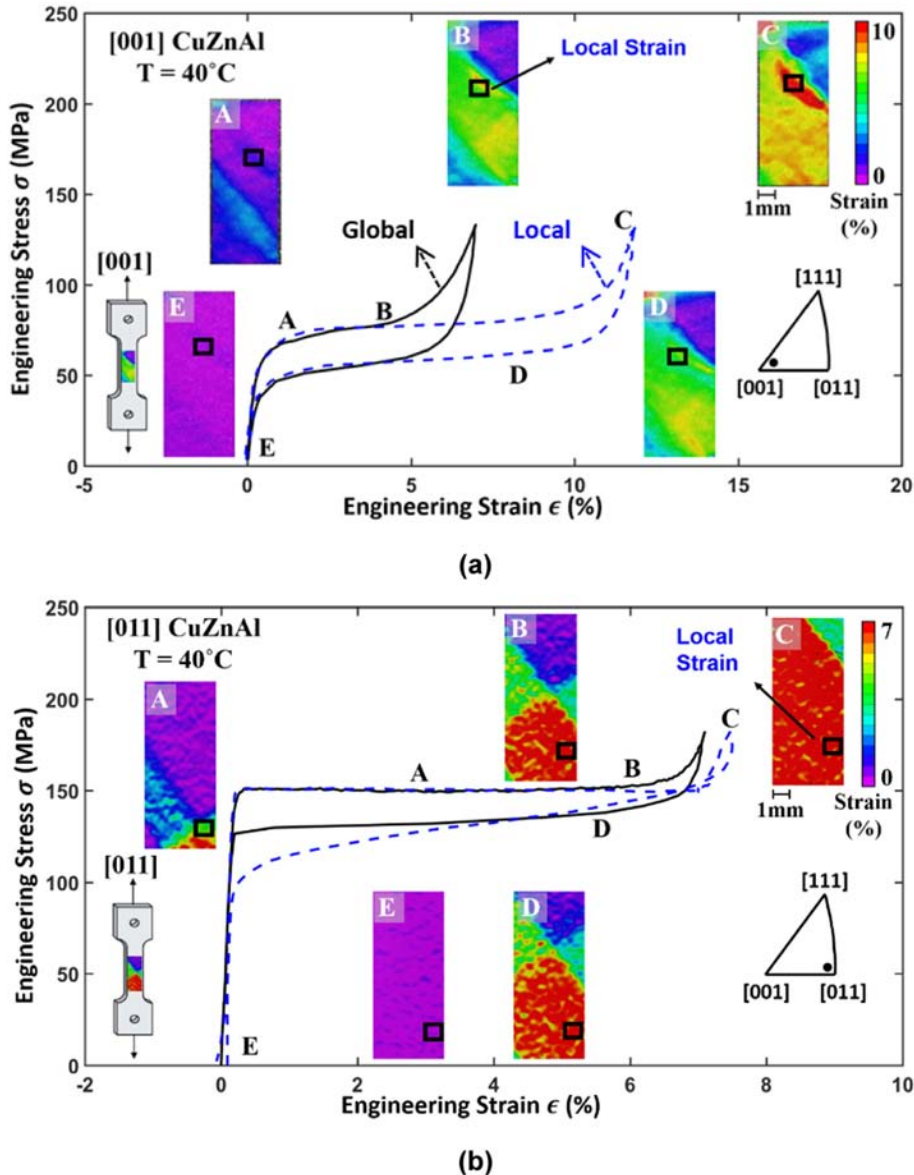 250
200
150
100
50
0
Engineering Stress σ (MPa)
[001] CuZnAl
T = 40°C
A
B
Local Strain
C
10
0
Strain
(%)
1mm
Global
Local
C
[001]
E
A
B
D
E
D
[111]
[001]
[011]
-5
0
5
10
15
20
Engineering Strain ϵ (%)
(a)
250
200
150
100
50
0
Engineering Stress σ (MPa)
[011] CuZnAl
T = 40°C
A
B
Local
Strain
C
C
7
0
Strain
(%)
1mm
A
B
D
[011]
E
D
E
[111]
[001]
[011]
-2
0
2
4
6
8
10
Engineering Strain ϵ (%)
(b)